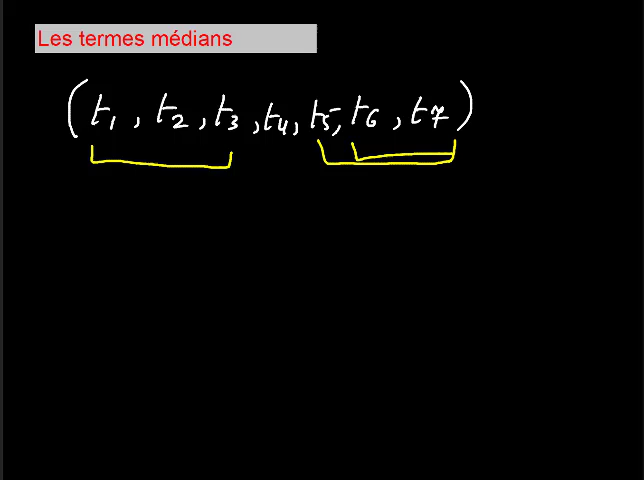 Les termes médians
(t1, t2, t3, t4, t5, t6, t7)